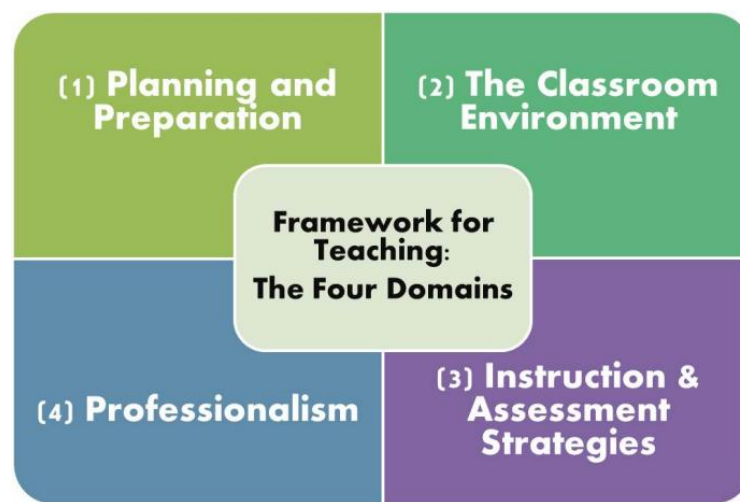 (1) Planning and
Preparation
(2) The Classroom
Environment
Framework for
Teaching:
The Four Domains
(4) Professionalism
(3) Instruction &
Assessment
Strategies